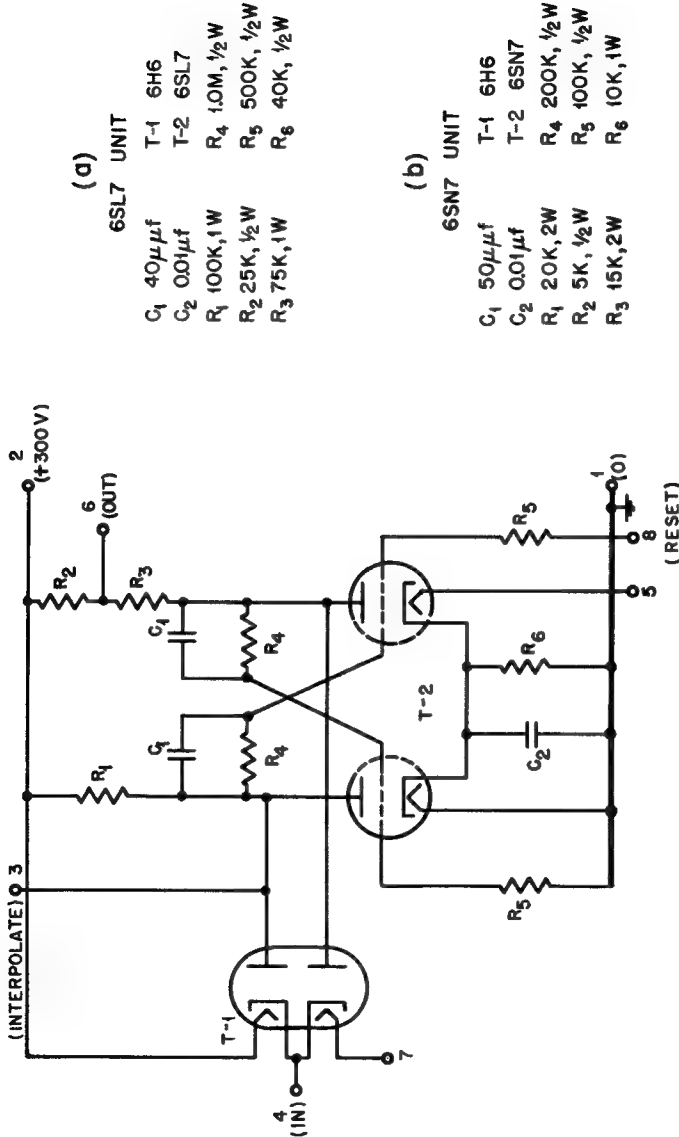 (INTERPOLATE) 3
2
(+300V)
R₂
6
(OUT)
R₃
R₁
C₁
C₁
R₄
R₄
T-1
4
(IN)
7
T-2
R₅
C₂
R₆
R₅
5
8
(RESET)
1
(0)
(a)
6SL7 UNIT
C₁ 40μμf T-1 6H6
C₂ 0.01μf T-2 6SL7
R₁ 100K, 1W R₄ 1.0M, ½W
R₂ 25K, ½W R₅ 500K, ½W
R₃ 75K, 1W R₆ 40K, ½W
(b)
6SN7 UNIT
C₁ 50μμf T-1 6H6
C₂ 0.01μf T-2 6SN7
R₁ 20K, 2W R₄ 200K, ½W
R₂ 5K, ½W R₅ 100K, ½W
R₃ 15K, 2W R₆ 10K, 1W